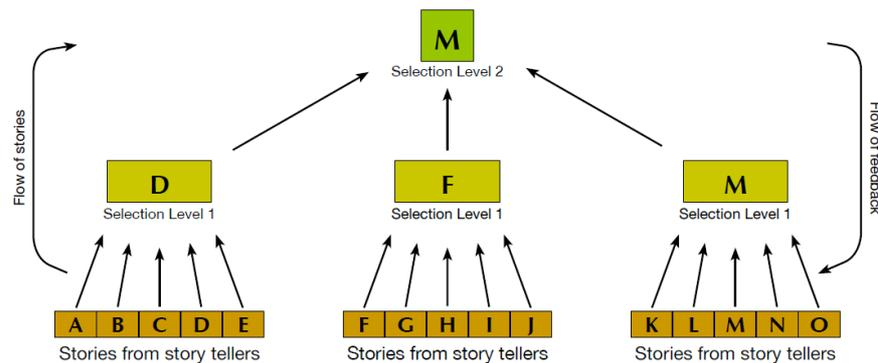 M
Selection Level 2
Flow of stories
Flow of feedback
D
F
M
Selection Level 1
Selection Level 1
Selection Level 1
A B C D E
F G H I J
K L M N O
Stories from story tellers
Stories from story tellers
Stories from story tellers